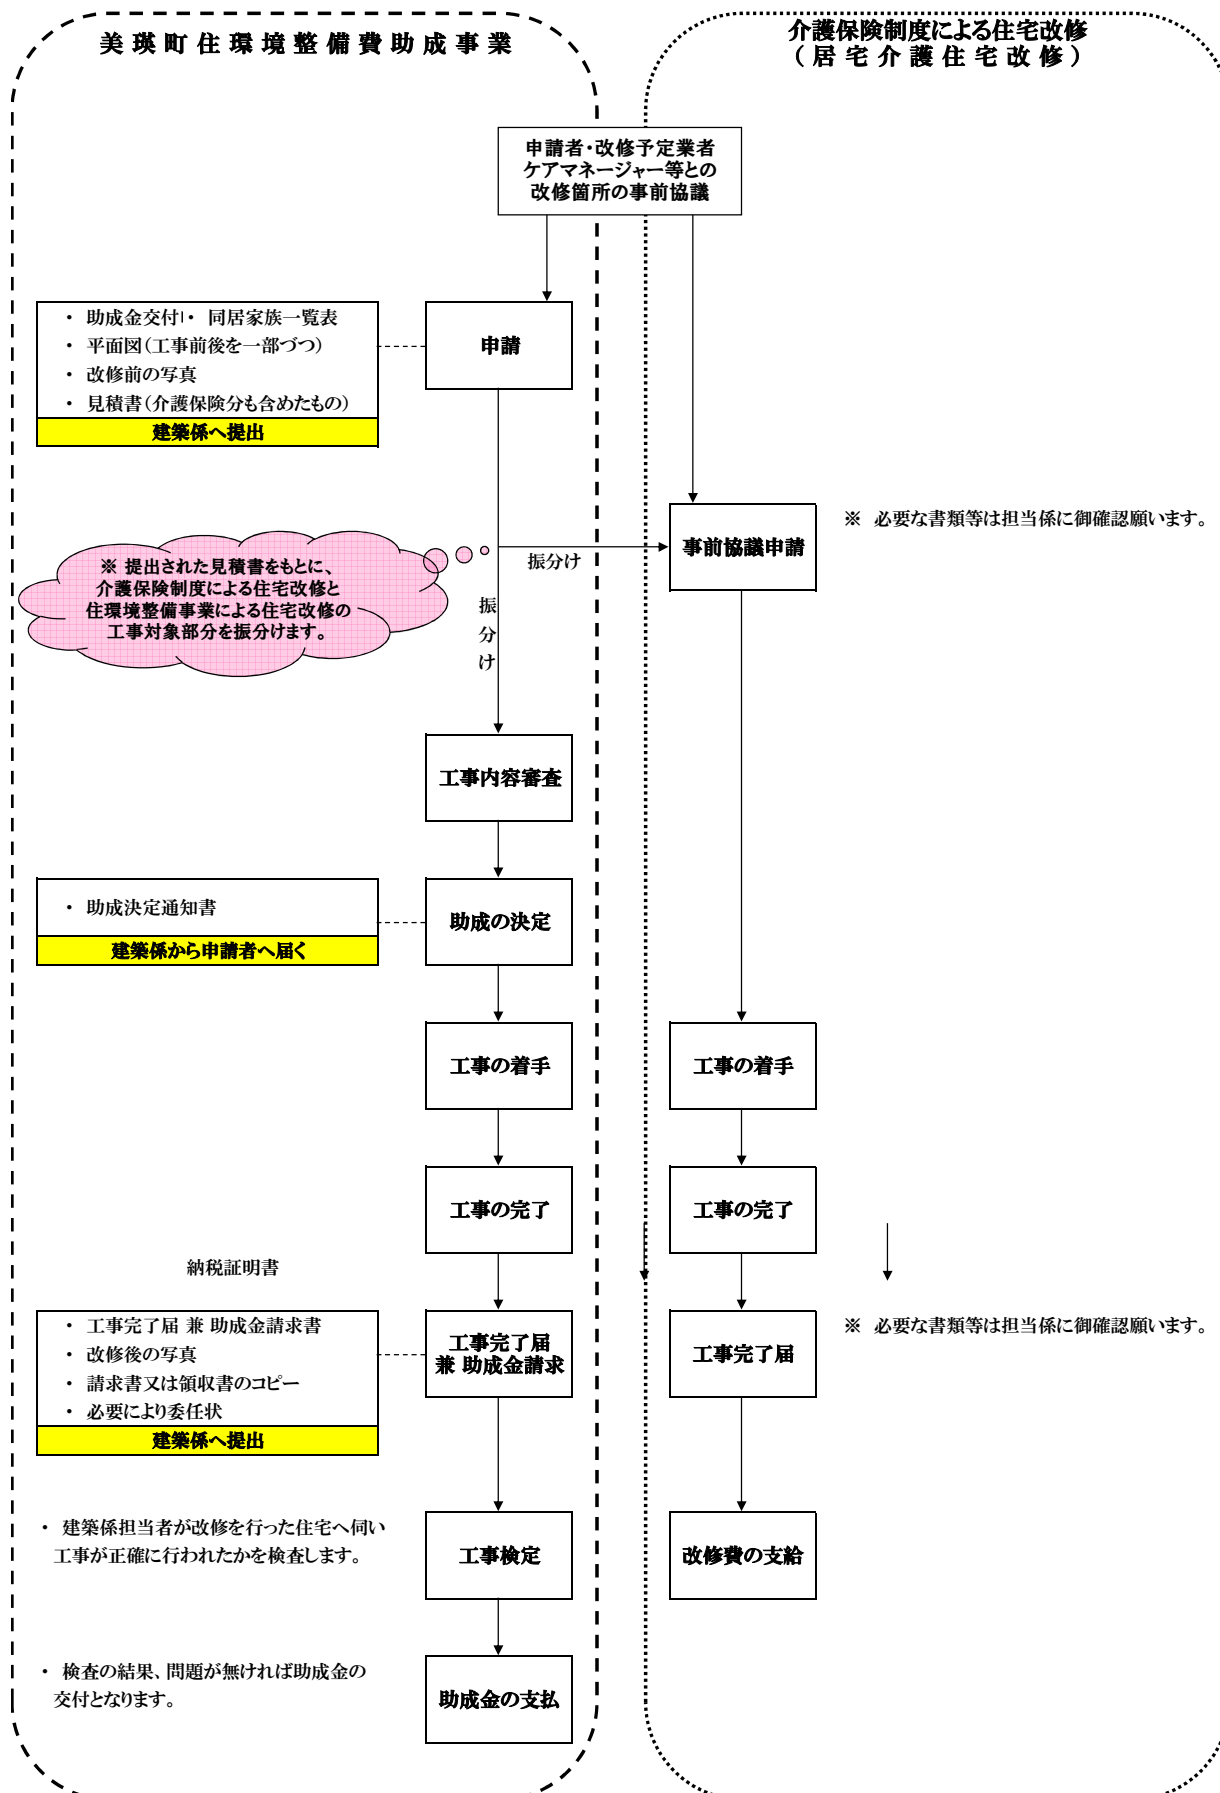 美瑛町住環境整備費助成事業
介護保険制度による住宅改修
（居宅介護住宅改修）
申請者・改修予定業者
ケアマネージャー等との
改修箇所の事前協議
・ 助成金交付
・ 同居家族一覧表
・ 平面図（工事前後を一部づつ）
・ 改修前の写真
・ 見積書（介護保険分も含めたもの）
建築係へ提出
申請
事前協議申請
※ 必要な書類等は担当係に御確認願います。
※ 提出された見積書をもとに、
介護保険制度による住宅改修と
住環境整備事業による住宅改修の
工事対象部分を振分けます。
振分け
振分け
工事内容審査
・ 助成決定通知書
建築係から申請者へ届く
助成の決定
工事の着手
工事の着手
工事の完了
工事の完了
納税証明書
・ 工事完了届 兼 助成金請求書
・ 改修後の写真
・ 請求書又は領収書のコピー
・ 必要により委任状
建築係へ提出
工事完了届
兼 助成金請求
工事完了届
※ 必要な書類等は担当係に御確認願います。
・ 建築係担当者が改修を行った住宅へ伺い
工事が正確に行われたかを検査します。
工事検定
改修費の支給
・ 検査の結果、問題が無ければ助成金の
交付となります。
助成金の支払